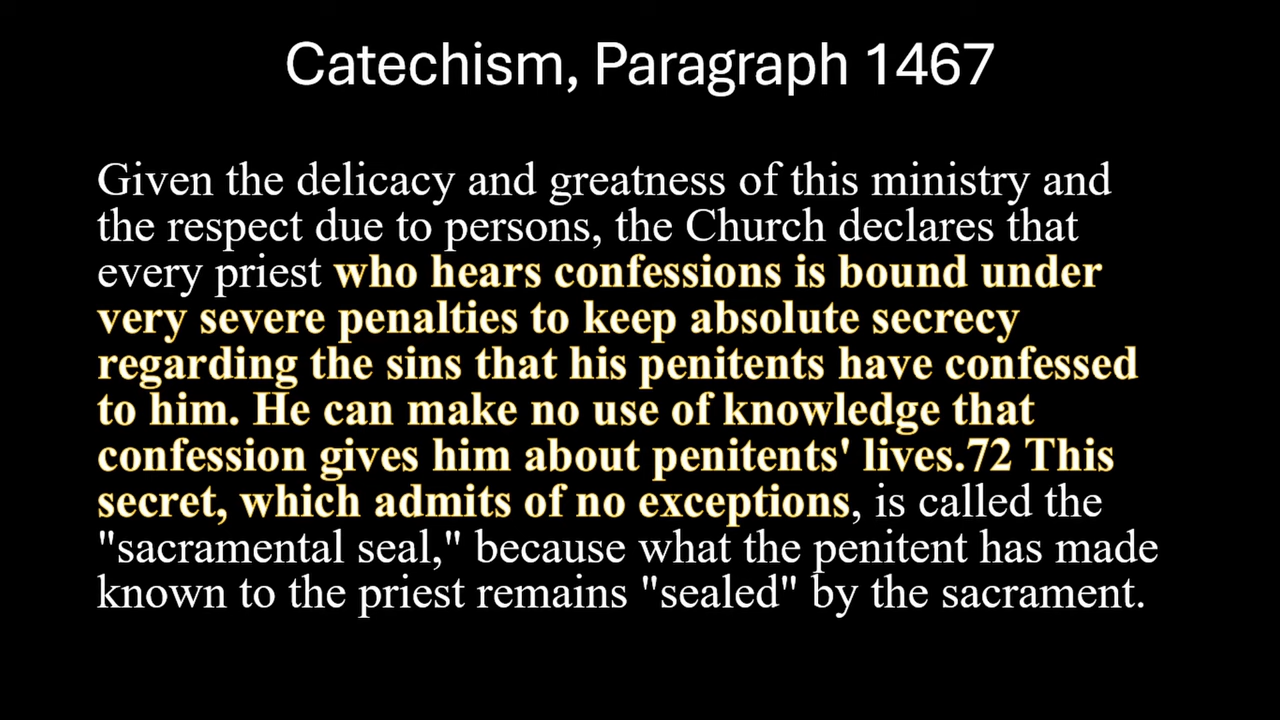 Catechism, Paragraph 1467
Given the delicacy and greatness of this ministry and
the respect due to persons, the Church declares that
every priest who hears confessions is bound under
very severe penalties to keep absolute secrecy
regarding the sins that his penitents have confessed
to him. He can make no use of knowledge that
confession gives him about penitents' lives.72 This
secret, which admits of no exceptions, is called the
"sacramental seal," because what the penitent has made
known to the priest remains "sealed" by the sacrament.